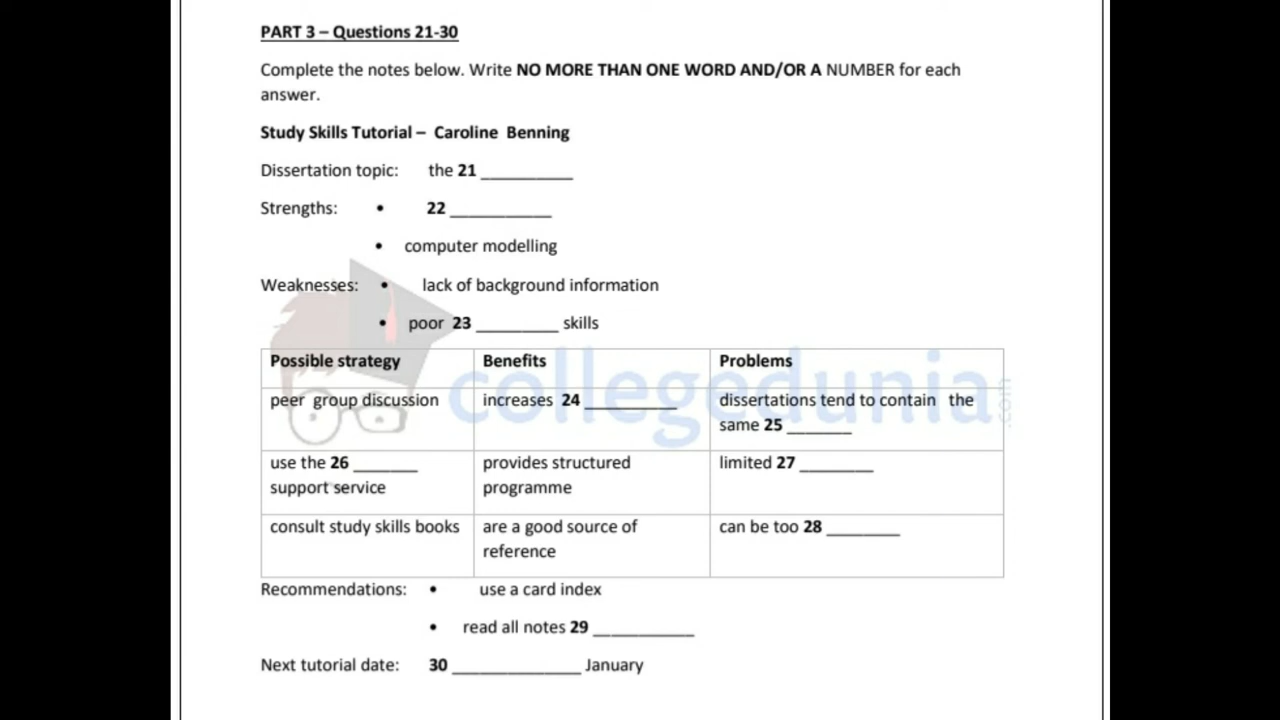 PART 3 – Questions 21-30
Complete the notes below. Write NO MORE THAN ONE WORD AND/OR A NUMBER for each
answer.
Study Skills Tutorial – Caroline Benning
Dissertation topic: the 21 __________
Strengths: • 22 ___________
• computer modelling
Weaknesses: • lack of background information
• poor 23 _________ skills
Possible strategy Benefits Problems
peer group discussion increases 24 __________ dissertations tend to contain the
same 25 _______
use the 26 _______ provides structured limited 27 ________
support service programme
consult study skills books are a good source of can be too 28 ________
reference
Recommendations: • use a card index
• read all notes 29 ___________
Next tutorial date: 30 ______________ January
collegedunia
.com